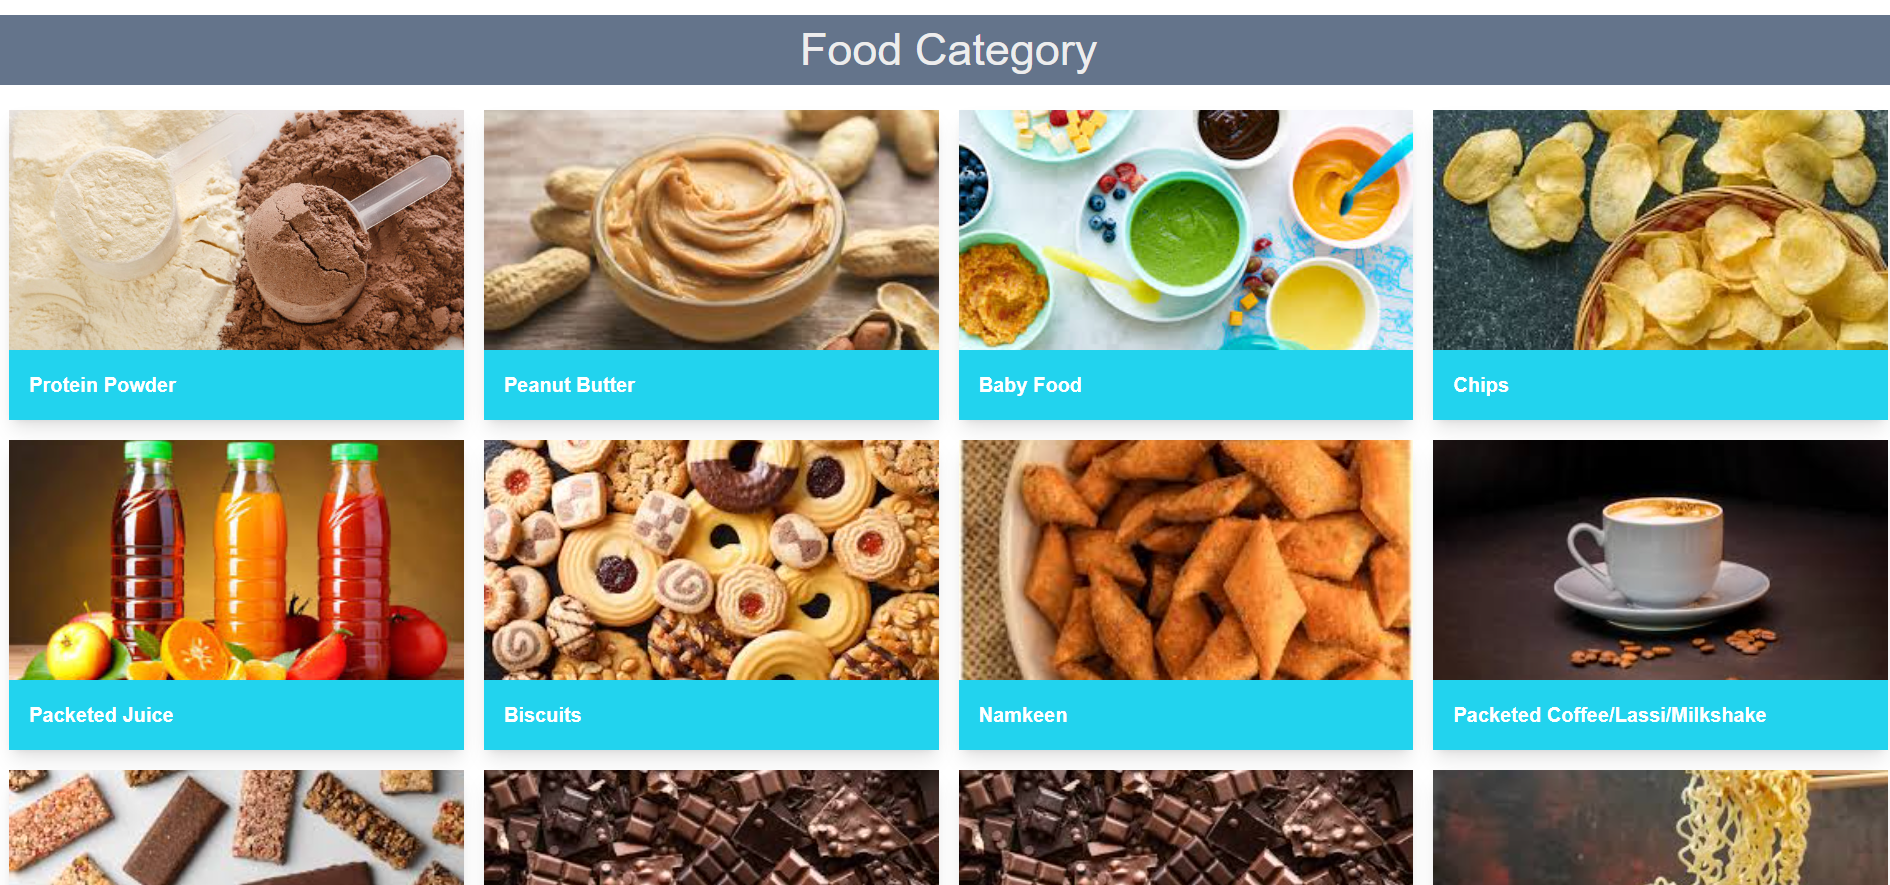 Food Category
Protein Powder
Peanut Butter
Baby Food
Chips
Packeted Juice
Biscuits
Namkeen
Packeted Coffee/Lassi/Milkshake